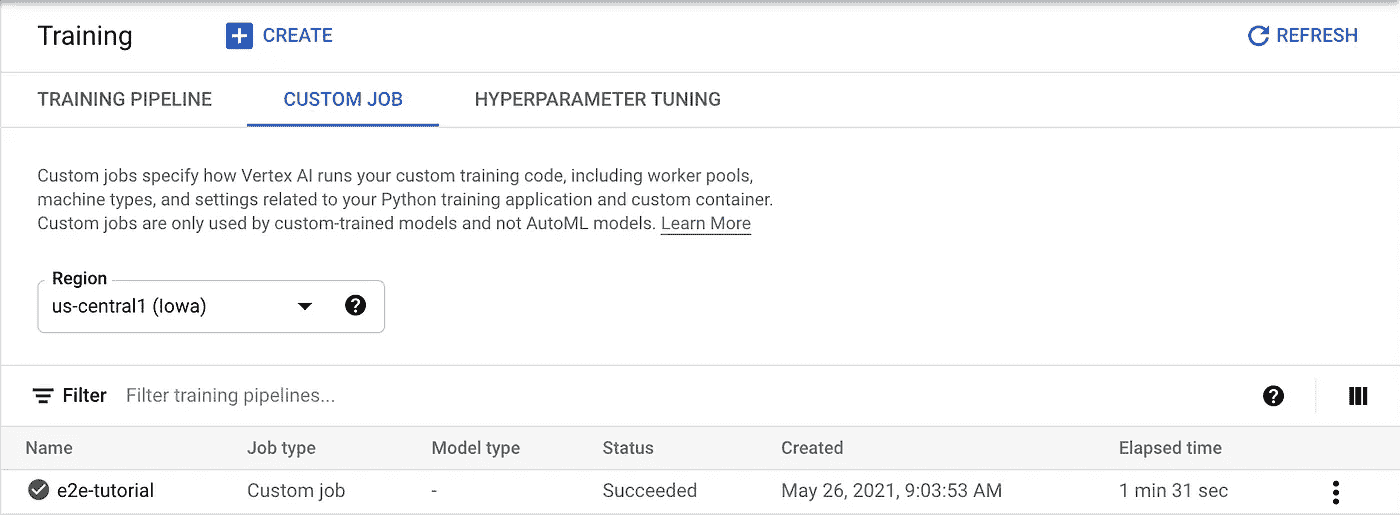 Training CREATE REFRESH
TRAINING PIPELINE CUSTOM JOB HYPERPARAMETER TUNING
Custom jobs specify how Vertex AI runs your custom training code, including worker pools,
machine types, and settings related to your Python training application and custom container.
Custom jobs are only used by custom-trained models and not AutoML models. Learn More
Region
us-central1 (Iowa)
Filter Filter training pipelines...
Name Job type Model type Status Created Elapsed time
e2e-tutorial Custom job - Succeeded May 26, 2021, 9:03:53 AM 1 min 31 sec